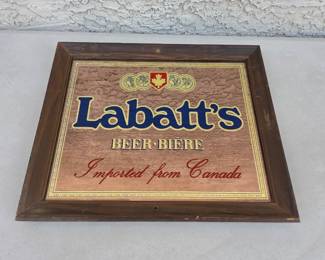 Labatt's
BEER·BIÈRE
Imported from Canada